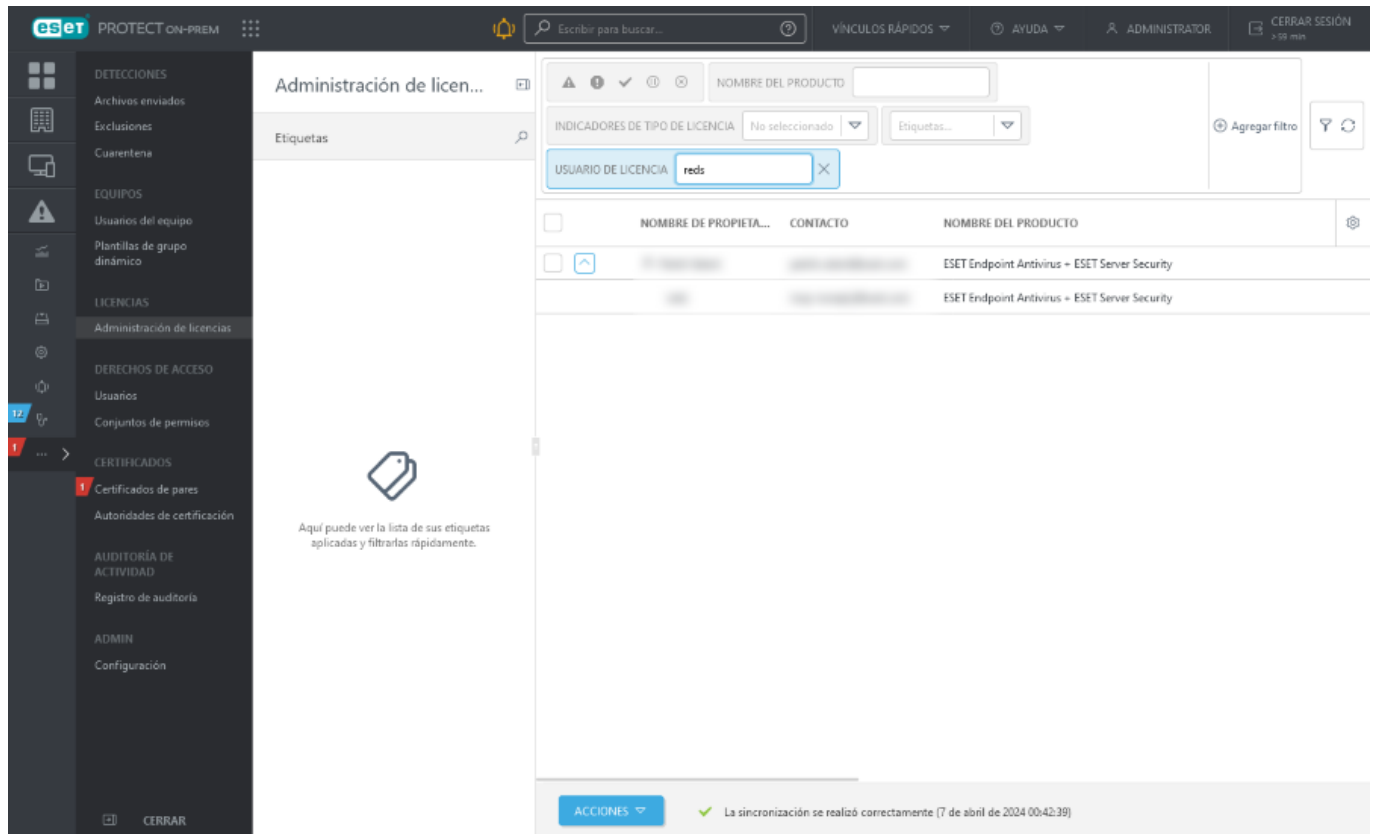 eset PROTECT ON-PREM
Escribir para buscar...
VÍNCULOS RÁPIDOS
AYUDA
ADMINISTRATOR
CERRAR SESIÓN
>59 min
DETECCIONES
Archivos enviados
Exclusiones
Cuarentena
EQUIPOS
Usuarios del equipo
Plantillas de grupo
dinámico
LICENCIAS
Administración de licencias
DERECHOS DE ACCESO
Usuarios
12
Conjuntos de permisos
1 ...
CERTIFICADOS
1 Certificados de pares
Autoridades de certificación
AUDITORÍA DE
ACTIVIDAD
Registro de auditoría
ADMIN
Configuración
CERRAR
Administración de licen...
Etiquetas
Aquí puede ver la lista de sus etiquetas
aplicadas y filtrarlas rápidamente.
NOMBRE DEL PRODUCTO
INDICADORES DE TIPO DE LICENCIA No seleccionado Etiquetas...
Agregar filtro
USUARIO DE LICENCIA reds
NOMBRE DE PROPIETA... CONTACTO NOMBRE DEL PRODUCTO
ESET Endpoint Antivirus + ESET Server Security
ESET Endpoint Antivirus + ESET Server Security
ACCIONES
La sincronización se realizó correctamente (7 de abril de 2024 00:42:39)